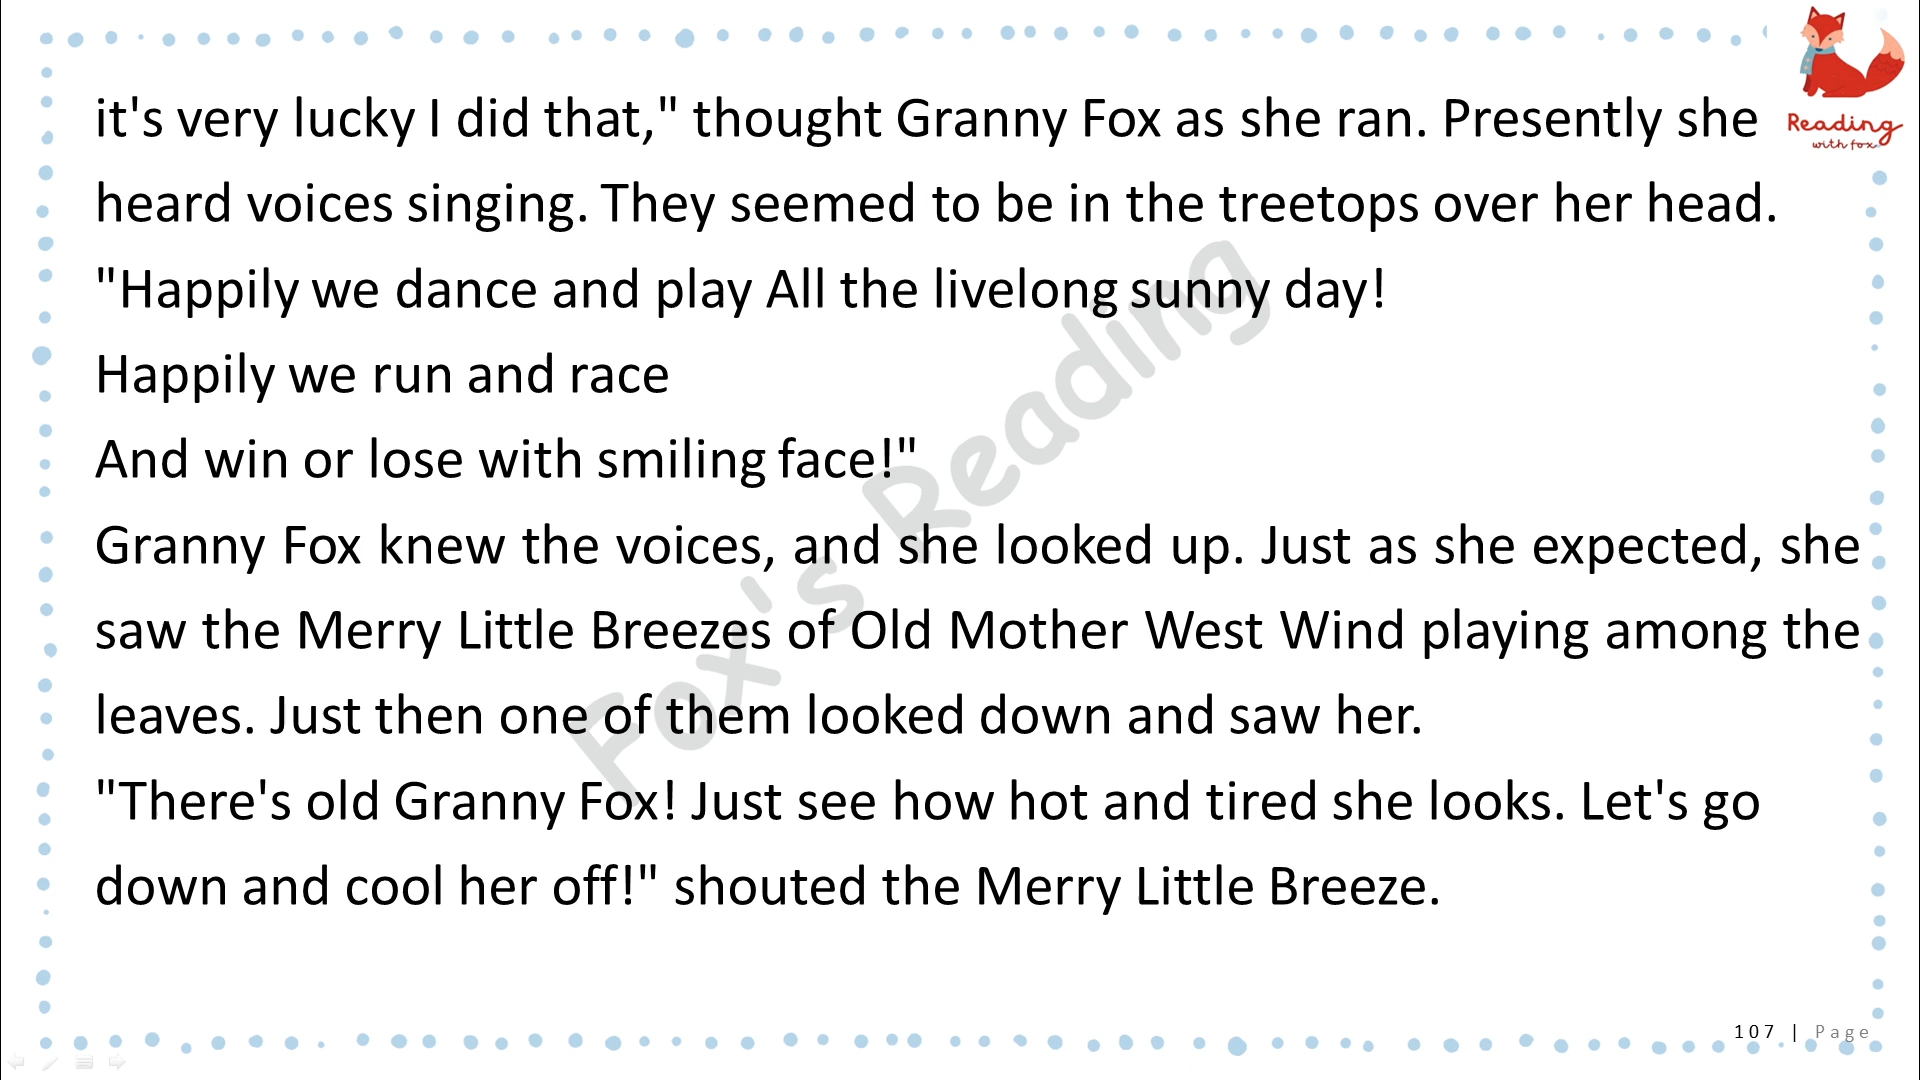 it's very lucky I did that," thought Granny Fox as she ran. Presently she
heard voices singing. They seemed to be in the treetops over her head.
"Happily we dance and play All the livelong sunny day!
Happily we run and race
And win or lose with smiling face!"
Granny Fox knew the voices, and she looked up. Just as she expected, she
saw the Merry Little Breezes of Old Mother West Wind playing among the
leaves. Just then one of them looked down and saw her.
"There's old Granny Fox! Just see how hot and tired she looks. Let's go
down and cool her off!" shouted the Merry Little Breeze.
Reading
with fox
Fox's Reading
107 | Page